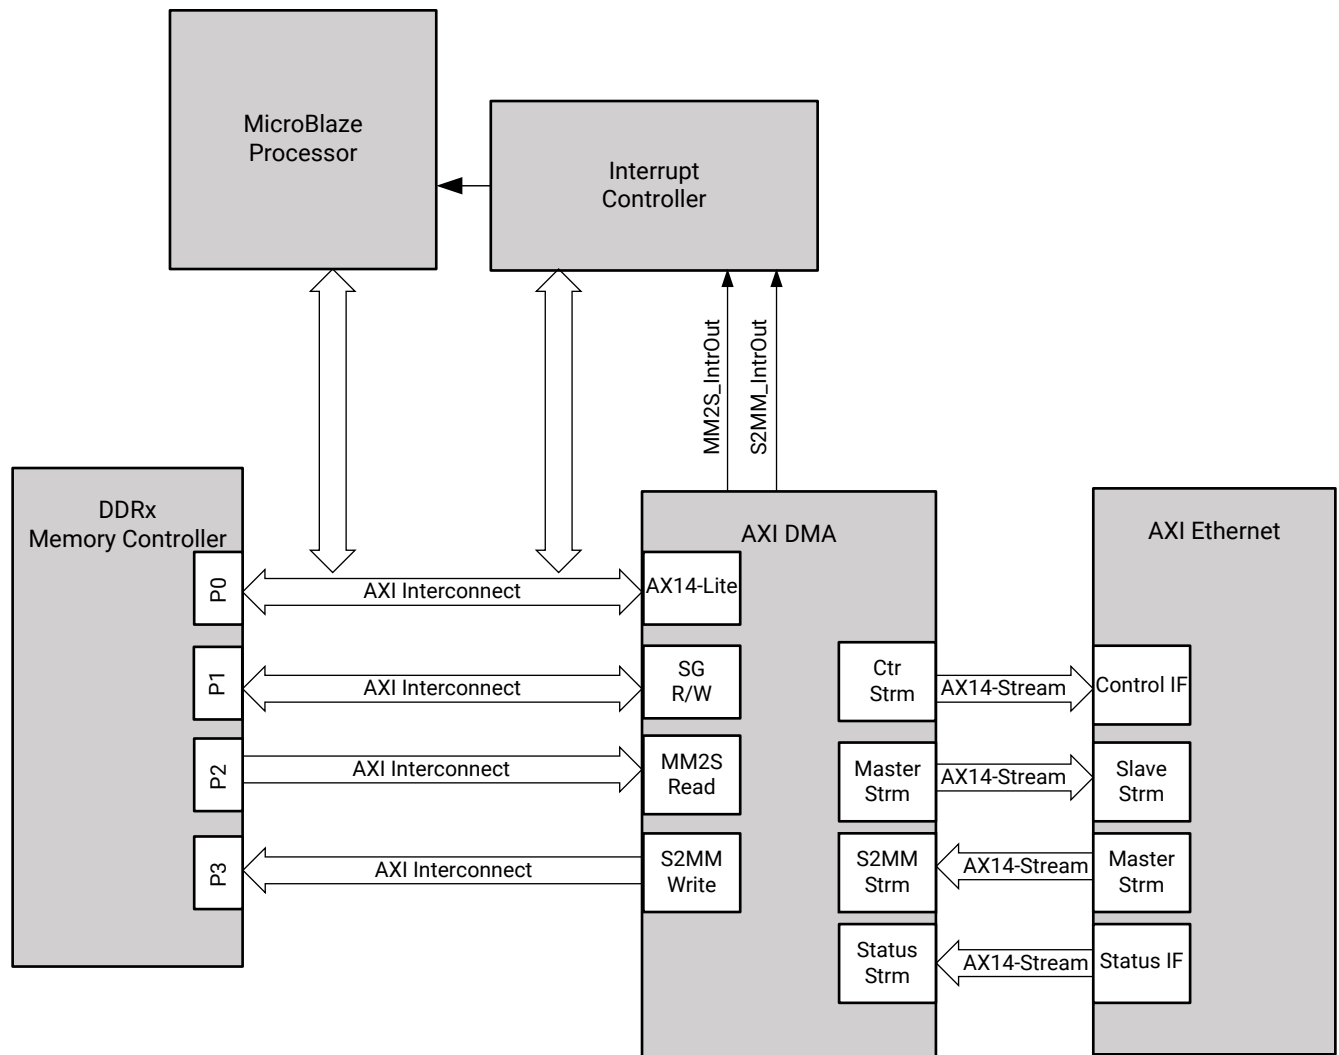 MicroBlaze
Processor
Interrupt
Controller
MM2S_IntrOut
S2MM_IntrOut
DDRx
Memory Controller
AXI DMA
AXI Ethernet
P0
AXI Interconnect
AX14-Lite
P1
AXI Interconnect
SG
R/W
Ctr
Strm
AX14-Stream
Control IF
P2
AXI Interconnect
MM2S
Read
Master
Strm
AX14-Stream
Slave
Strm
P3
AXI Interconnect
S2MM
Write
S2MM
Strm
AX14-Stream
Master
Strm
Status
Strm
AX14-Stream
Status IF